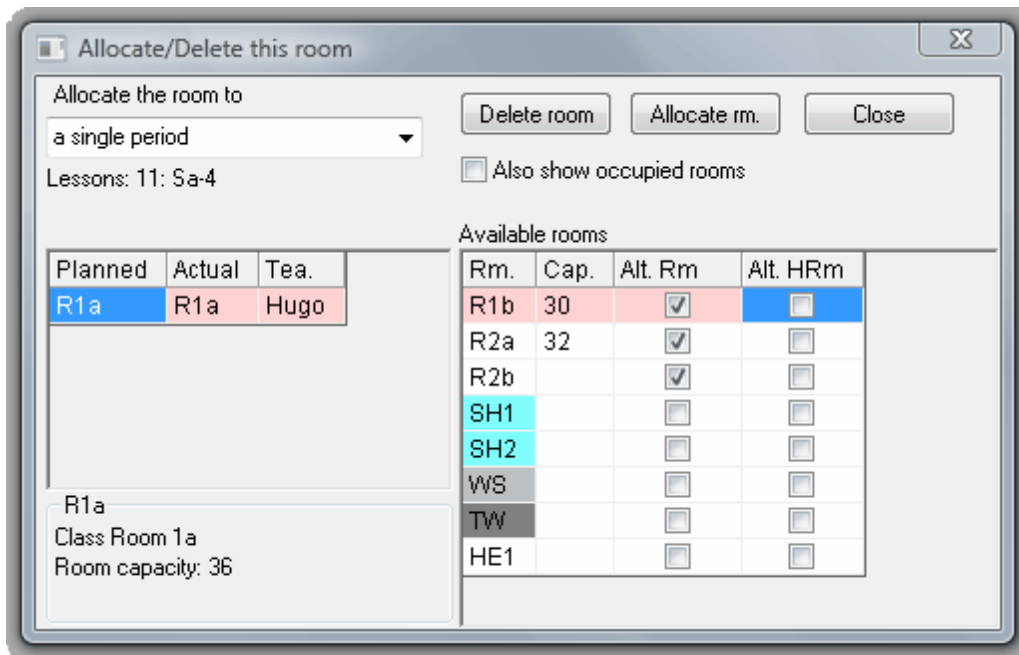 Allocate/Delete this room
Allocate the room to
a single period
Lessons: 11: Sa-4
Delete room
Allocate rm.
Close
Also show occupied rooms
Planned Actual Tea.
R1a R1a Hugo
R1a
Class Room 1a
Room capacity: 36
Available rooms
Rm. Cap. Alt. Rm Alt. HRm
R1b 30
R2a 32
R2b
SH1
SH2
WS
TW
HE1